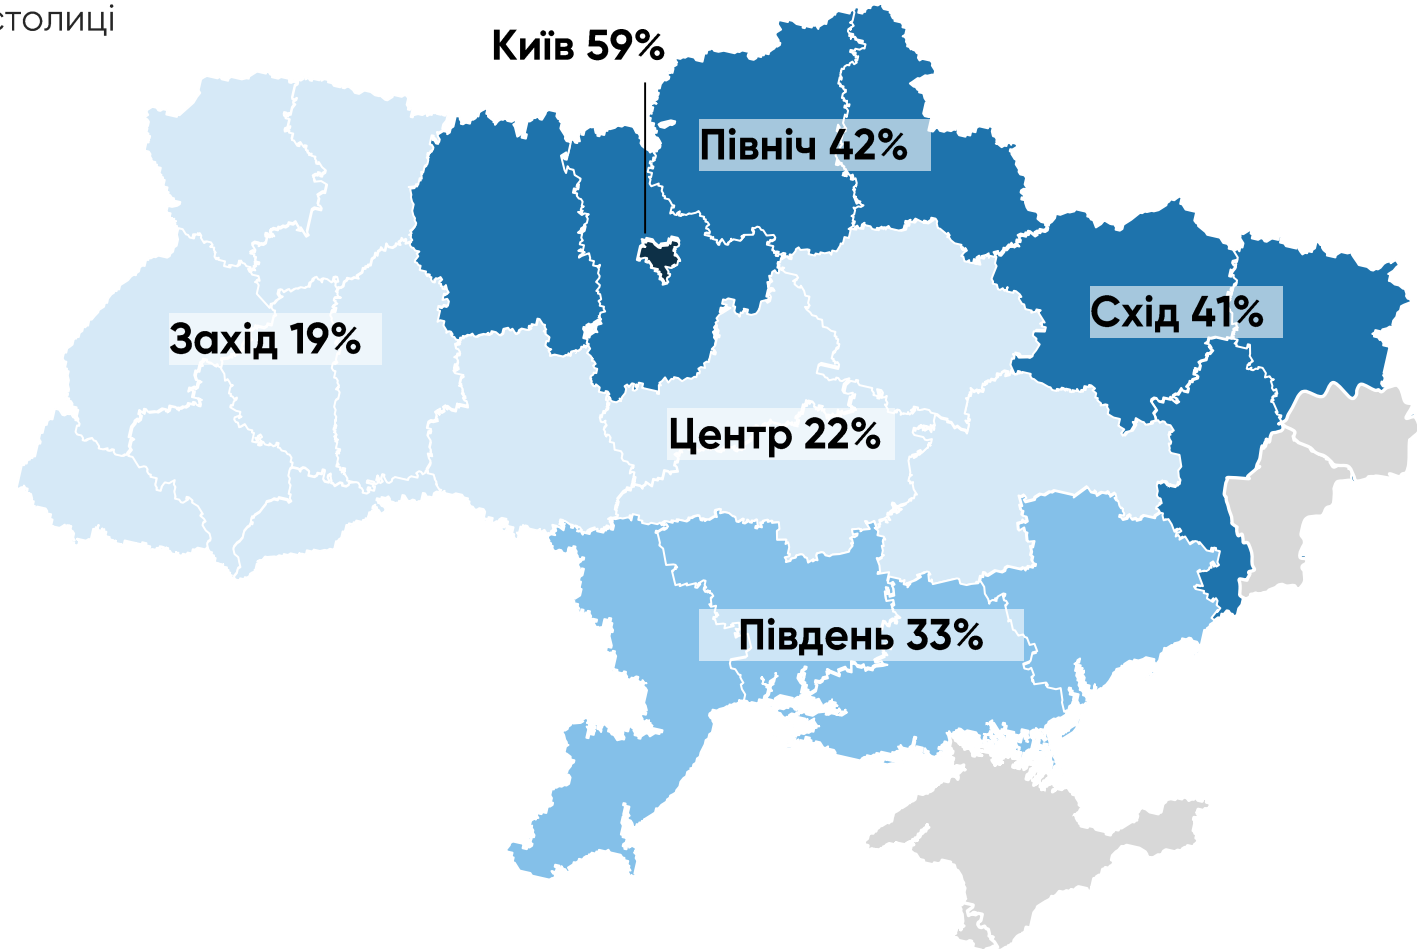 столиці
Київ 59%
Північ 42%
Схід 41%
Захід 19%
Центр 22%
Південь 33%